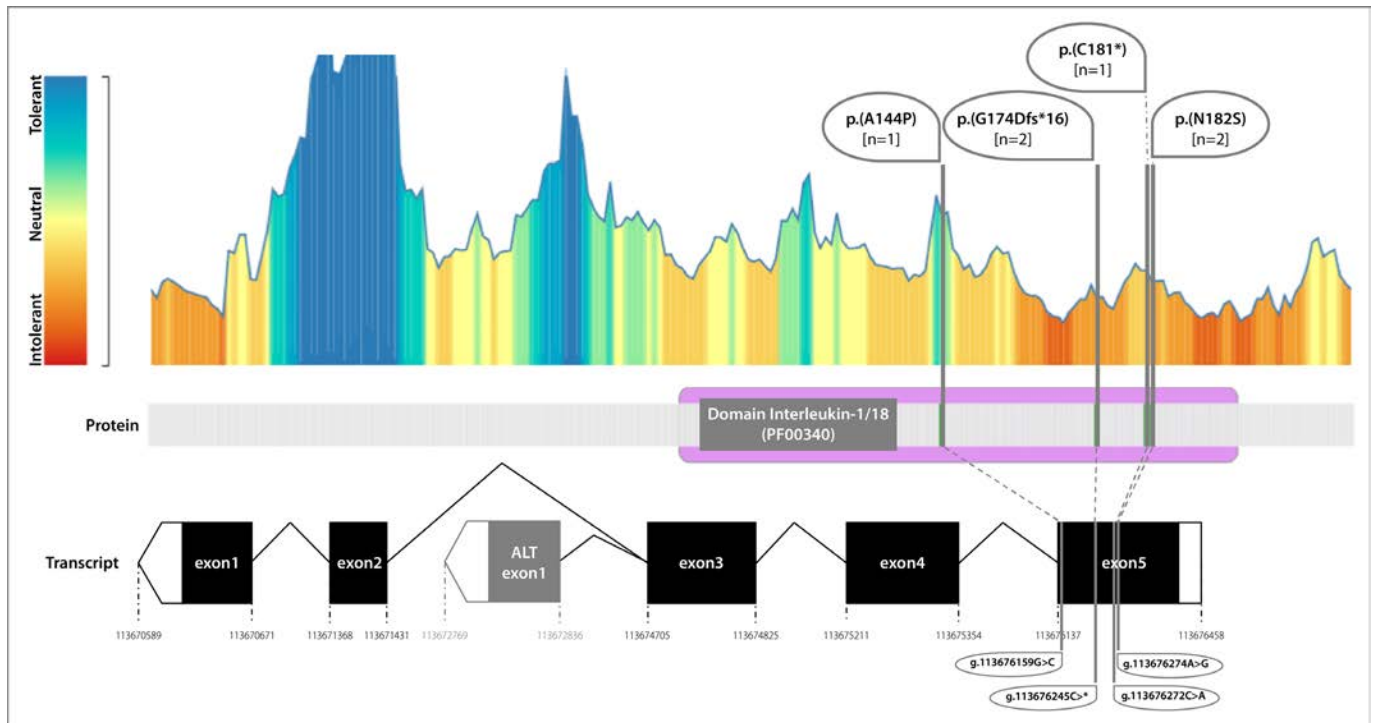 p.(C181*)
[n=1]
p.(A144P)
[n=1]
p.(G174Dfs*16)
[n=2]
p.(N182S)
[n=2]
Tolerant
Neutral
Intolerant
Protein
Domain Interleukin-1/18
(PF00340)
Transcript
exon1
exon2
ALT
exon1
exon3
exon4
exon5
113670589
113670671
113671368
113671431
113672769
113672836
113674705
113674825
113675211
113675354
113675137
113676458
g.113676159G>C
g.113676274A>G
g.113676245C>*
g.113676272C>A